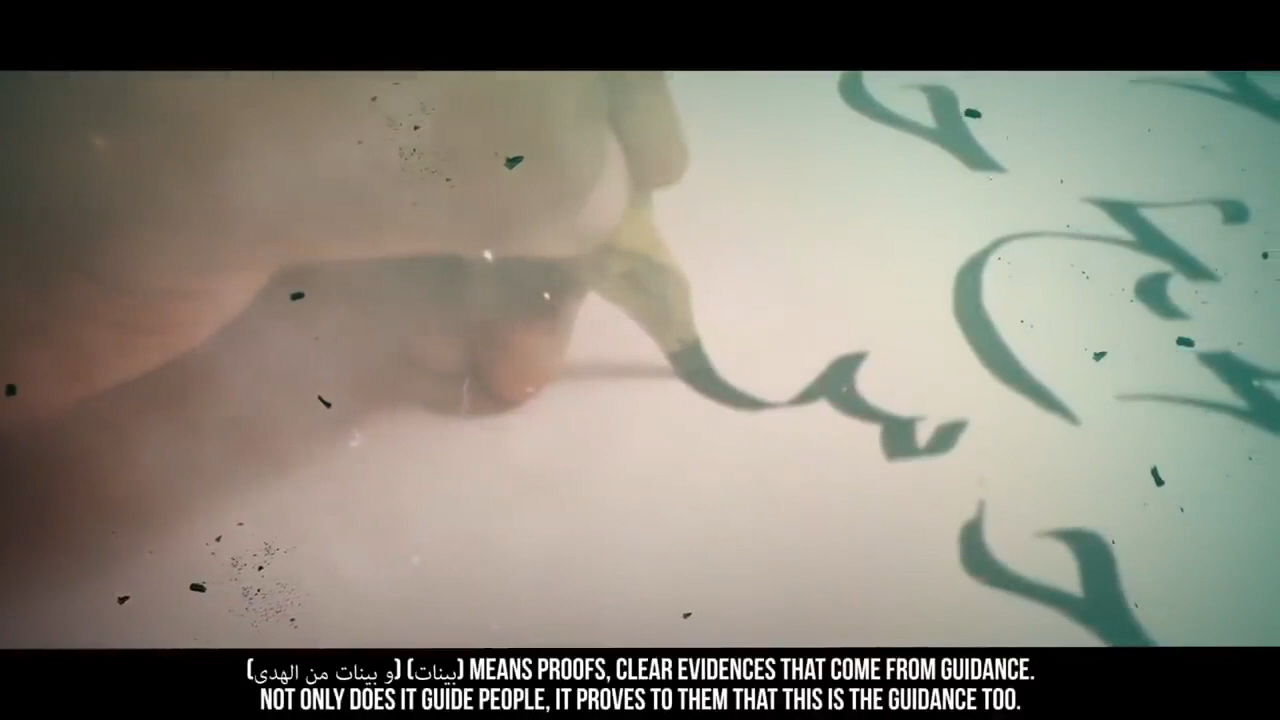 (و بينات من الهدى) (بينات) MEANS PROOFS, CLEAR EVIDENCES THAT COME FROM GUIDANCE.
NOT ONLY DOES IT GUIDE PEOPLE, IT PROVES TO THEM THAT THIS IS THE GUIDANCE TOO.